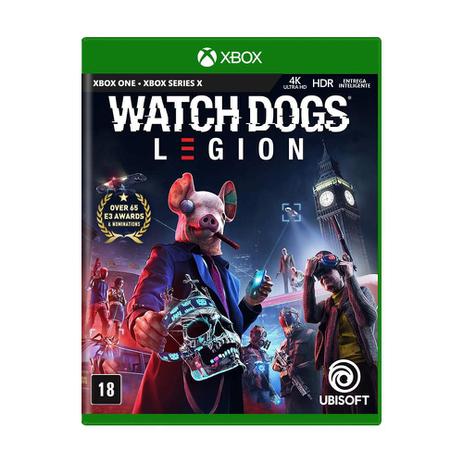 XBOX
XBOX ONE • XBOX SERIES X
4K
ULTRA HD
HDR
ENTREGA
INTELIGENTE
WATCH DOGS
LEGION
OVER 65
E3 AWARDS
& NOMINATIONS
18
UBISOFT